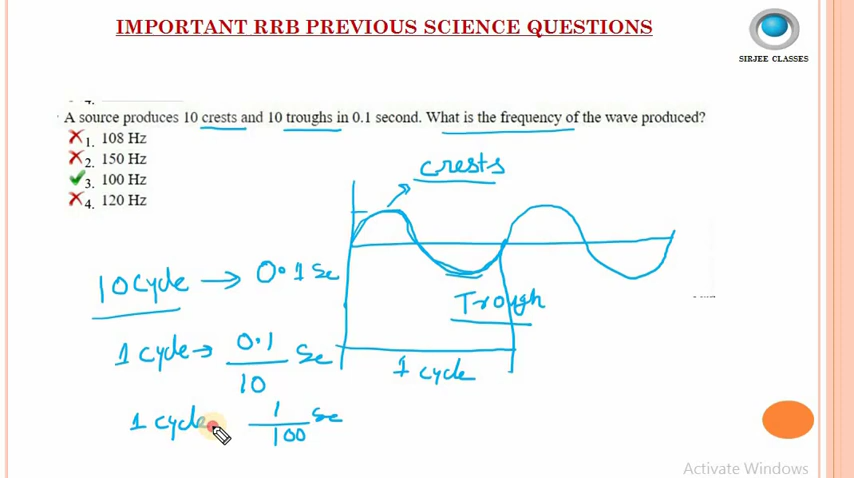 IMPORTANT RRB PREVIOUS SCIENCE QUESTIONS
SIRJEE CLASSES
A source produces 10 crests and 10 troughs in 0.1 second. What is the frequency of the wave produced?
1. 108 Hz
2. 150 Hz
3. 100 Hz
4. 120 Hz
crests
10 cycle → 0.1 Se
Trough
1 cycle → 0.1/10 Se
1 cycle
1 cycle 1/100 Se
Activate Windows